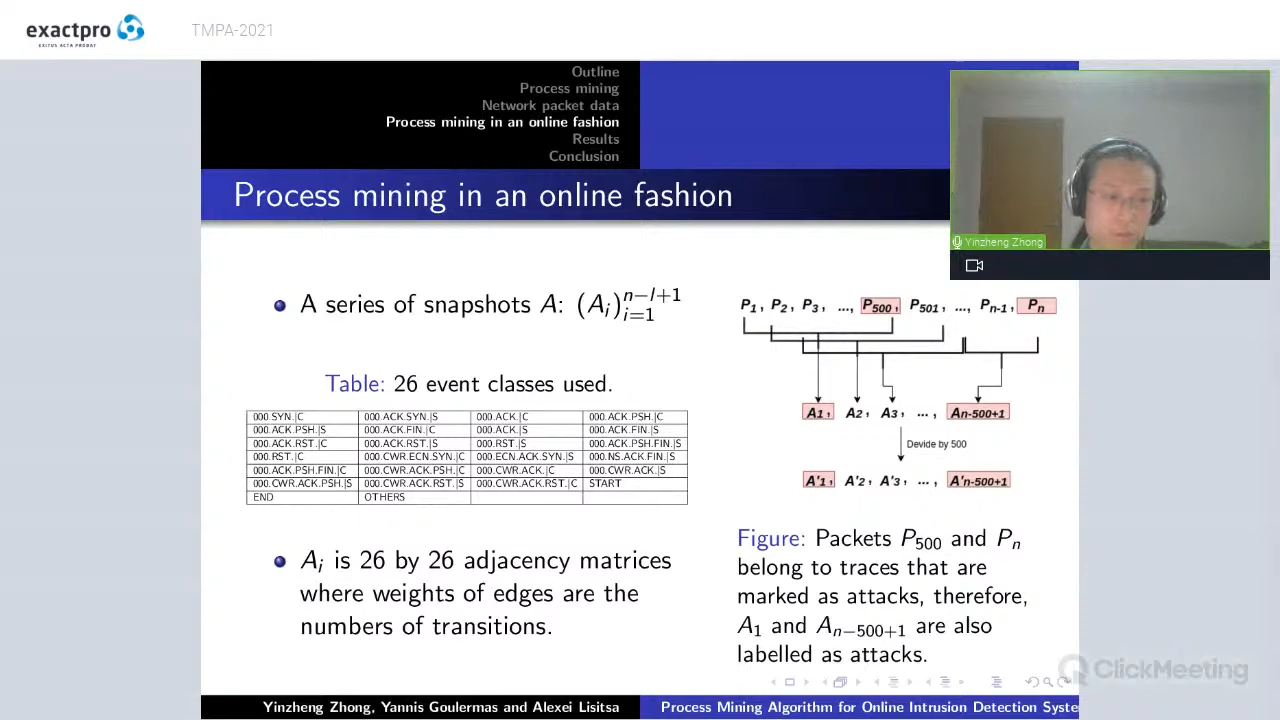 exactpro
EXITUS ACTA PROBAT
TMPA-2021
Outline
Process mining
Network packet data
Process mining in an online fashion
Results
Conclusion
Process mining in an online fashion
Yinzheng Zhong
A series of snapshots A: (A_i)_{i=1}^{n−l+1}
Table: 26 event classes used.
000.SYN.|C 000.ACK.SYN.|S 000.ACK.|C 000.ACK.PSH.|C
000.ACK.PSH.|S 000.ACK.FIN.|C 000.ACK.|S 000.ACK.FIN.|S
000.ACK.RST.|C 000.ACK.RST.|S 000.RST.|S 000.ACK.PSH.FIN.|S
000.RST.|C 000.CWR.ECN.SYN.|C 000.ECN.ACK.SYN.|S 000.NS.ACK.FIN.|S
000.ACK.PSH.FIN.|C 000.CWR.ACK.PSH.|C 000.CWR.ACK.|C 000.CWR.ACK.|S
000.CWR.ACK.PSH.|S 000.CWR.ACK.RST.|S 000.CWR.ACK.RST.|C START
END OTHERS
A_i is 26 by 26 adjacency matrices
where weights of edges are the
numbers of transitions.
P1, P2, P3, ..., P500, P501, ..., Pn-1, Pn
A1, A2, A3, ... , An-500+1
Devide by 500
A'1, A'2, A'3, ... , A'n-500+1
Figure: Packets P_500 and P_n
belong to traces that are
marked as attacks, therefore,
A_1 and A_{n−500+1} are also
labelled as attacks.
ClickMeeting
Yinzheng Zhong, Yannis Goulermas and Alexei Lisitsa
Process Mining Algorithm for Online Intrusion Detection Syste